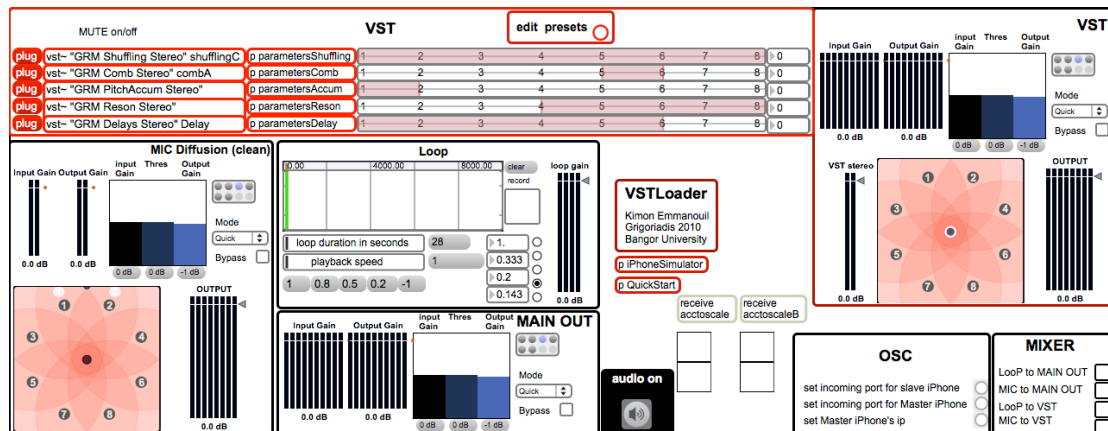 MUTE on/off
VST
edit presets
plug vst~ "GRM Shuffling Stereo" shufflingC p parametersShuffling 1 2 3 4 5 6 7 8 0
plug vst~ "GRM Comb Stereo" combA p parametersComb 1 2 3 4 5 6 7 8 0
plug vst~ "GRM PitchAccum Stereo" p parametersAccum 1 2 3 4 5 6 7 8 0
plug vst~ "GRM Reson Stereo" p parametersReson 1 2 3 4 5 6 7 8 0
plug vst~ "GRM Delays Stereo" Delay p parametersDelay 1 2 3 4 5 6 7 8 0
VST
Input Gain Output Gain
input Gain Thres Output Gain
Mode
Quick
Bypass
0.0 dB 0.0 dB
0 dB 0 dB -1 dB
VST stereo
OUTPUT
1 2
3 4
5 6
7 8
0.0 dB 0.0 dB
MIC Diffusion (clean)
Input Gain Output Gain
input Gain Thres Output Gain
Mode
Quick
Bypass
0.0 dB 0.0 dB
0 dB 0 dB -1 dB
OUTPUT
1 2
3 4
5 6
7 8
0.0 dB
Loop
0.00 4000.00 8000.00
clear
record
loop gain
loop duration in seconds 28
playback speed 1
1 0.8 0.5 0.2 -1
1.
0.333
0.2
0.143
0.0 dB
MAIN OUT
Input Gain Output Gain
input Gain Thres Output Gain
Mode
Quick
Bypass
0.0 dB 0.0 dB
0 dB 0 dB -1 dB
VSTLoader
Kimon Emmanouil
Grigoriadis 2010
Bangor University
p iPhoneSimulator
p QuickStart
receive acctoscale
receive acctoscaleB
audio on
OSC
set incoming port for slave iPhone
set incoming port for Master iPhone
set Master iPhone's ip
MIXER
LooP to MAIN OUT
MIC to MAIN OUT
LooP to VST
MIC to VST